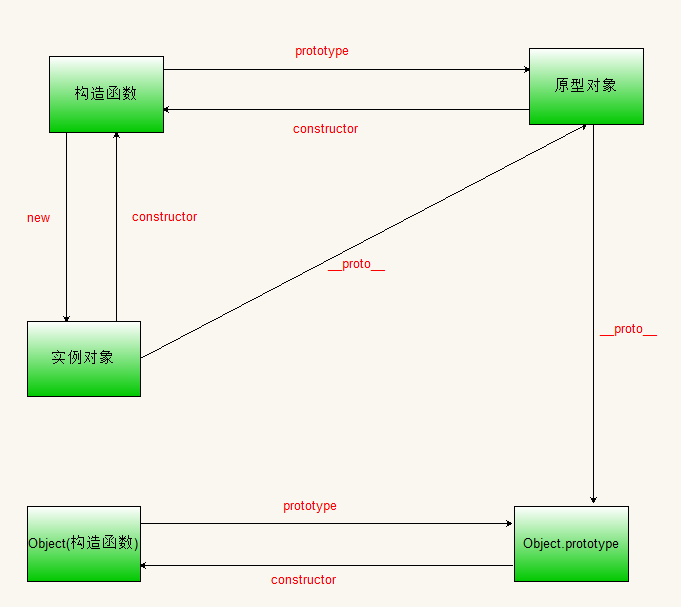 prototype
构造函数
原型对象
constructor
new
constructor
__proto__
__proto__
实例对象
prototype
Object(构造函数)
Object.prototype
constructor